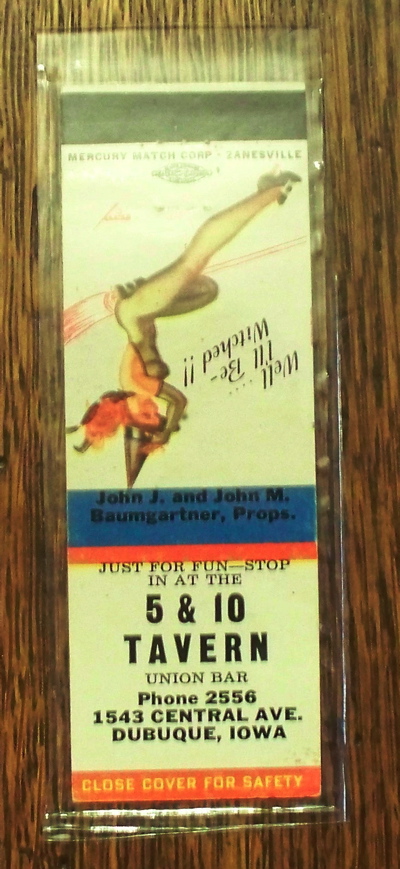 MERCURY MATCH CORP - ZANESVILLE
Well....
I'll Be-
Witched!!
John J. and John M.
Baumgartner, Props.
JUST FOR FUN—STOP
IN AT THE
5 & 10
TAVERN
UNION BAR
Phone 2556
1543 CENTRAL AVE.
DUBUQUE, IOWA
CLOSE COVER FOR SAFETY